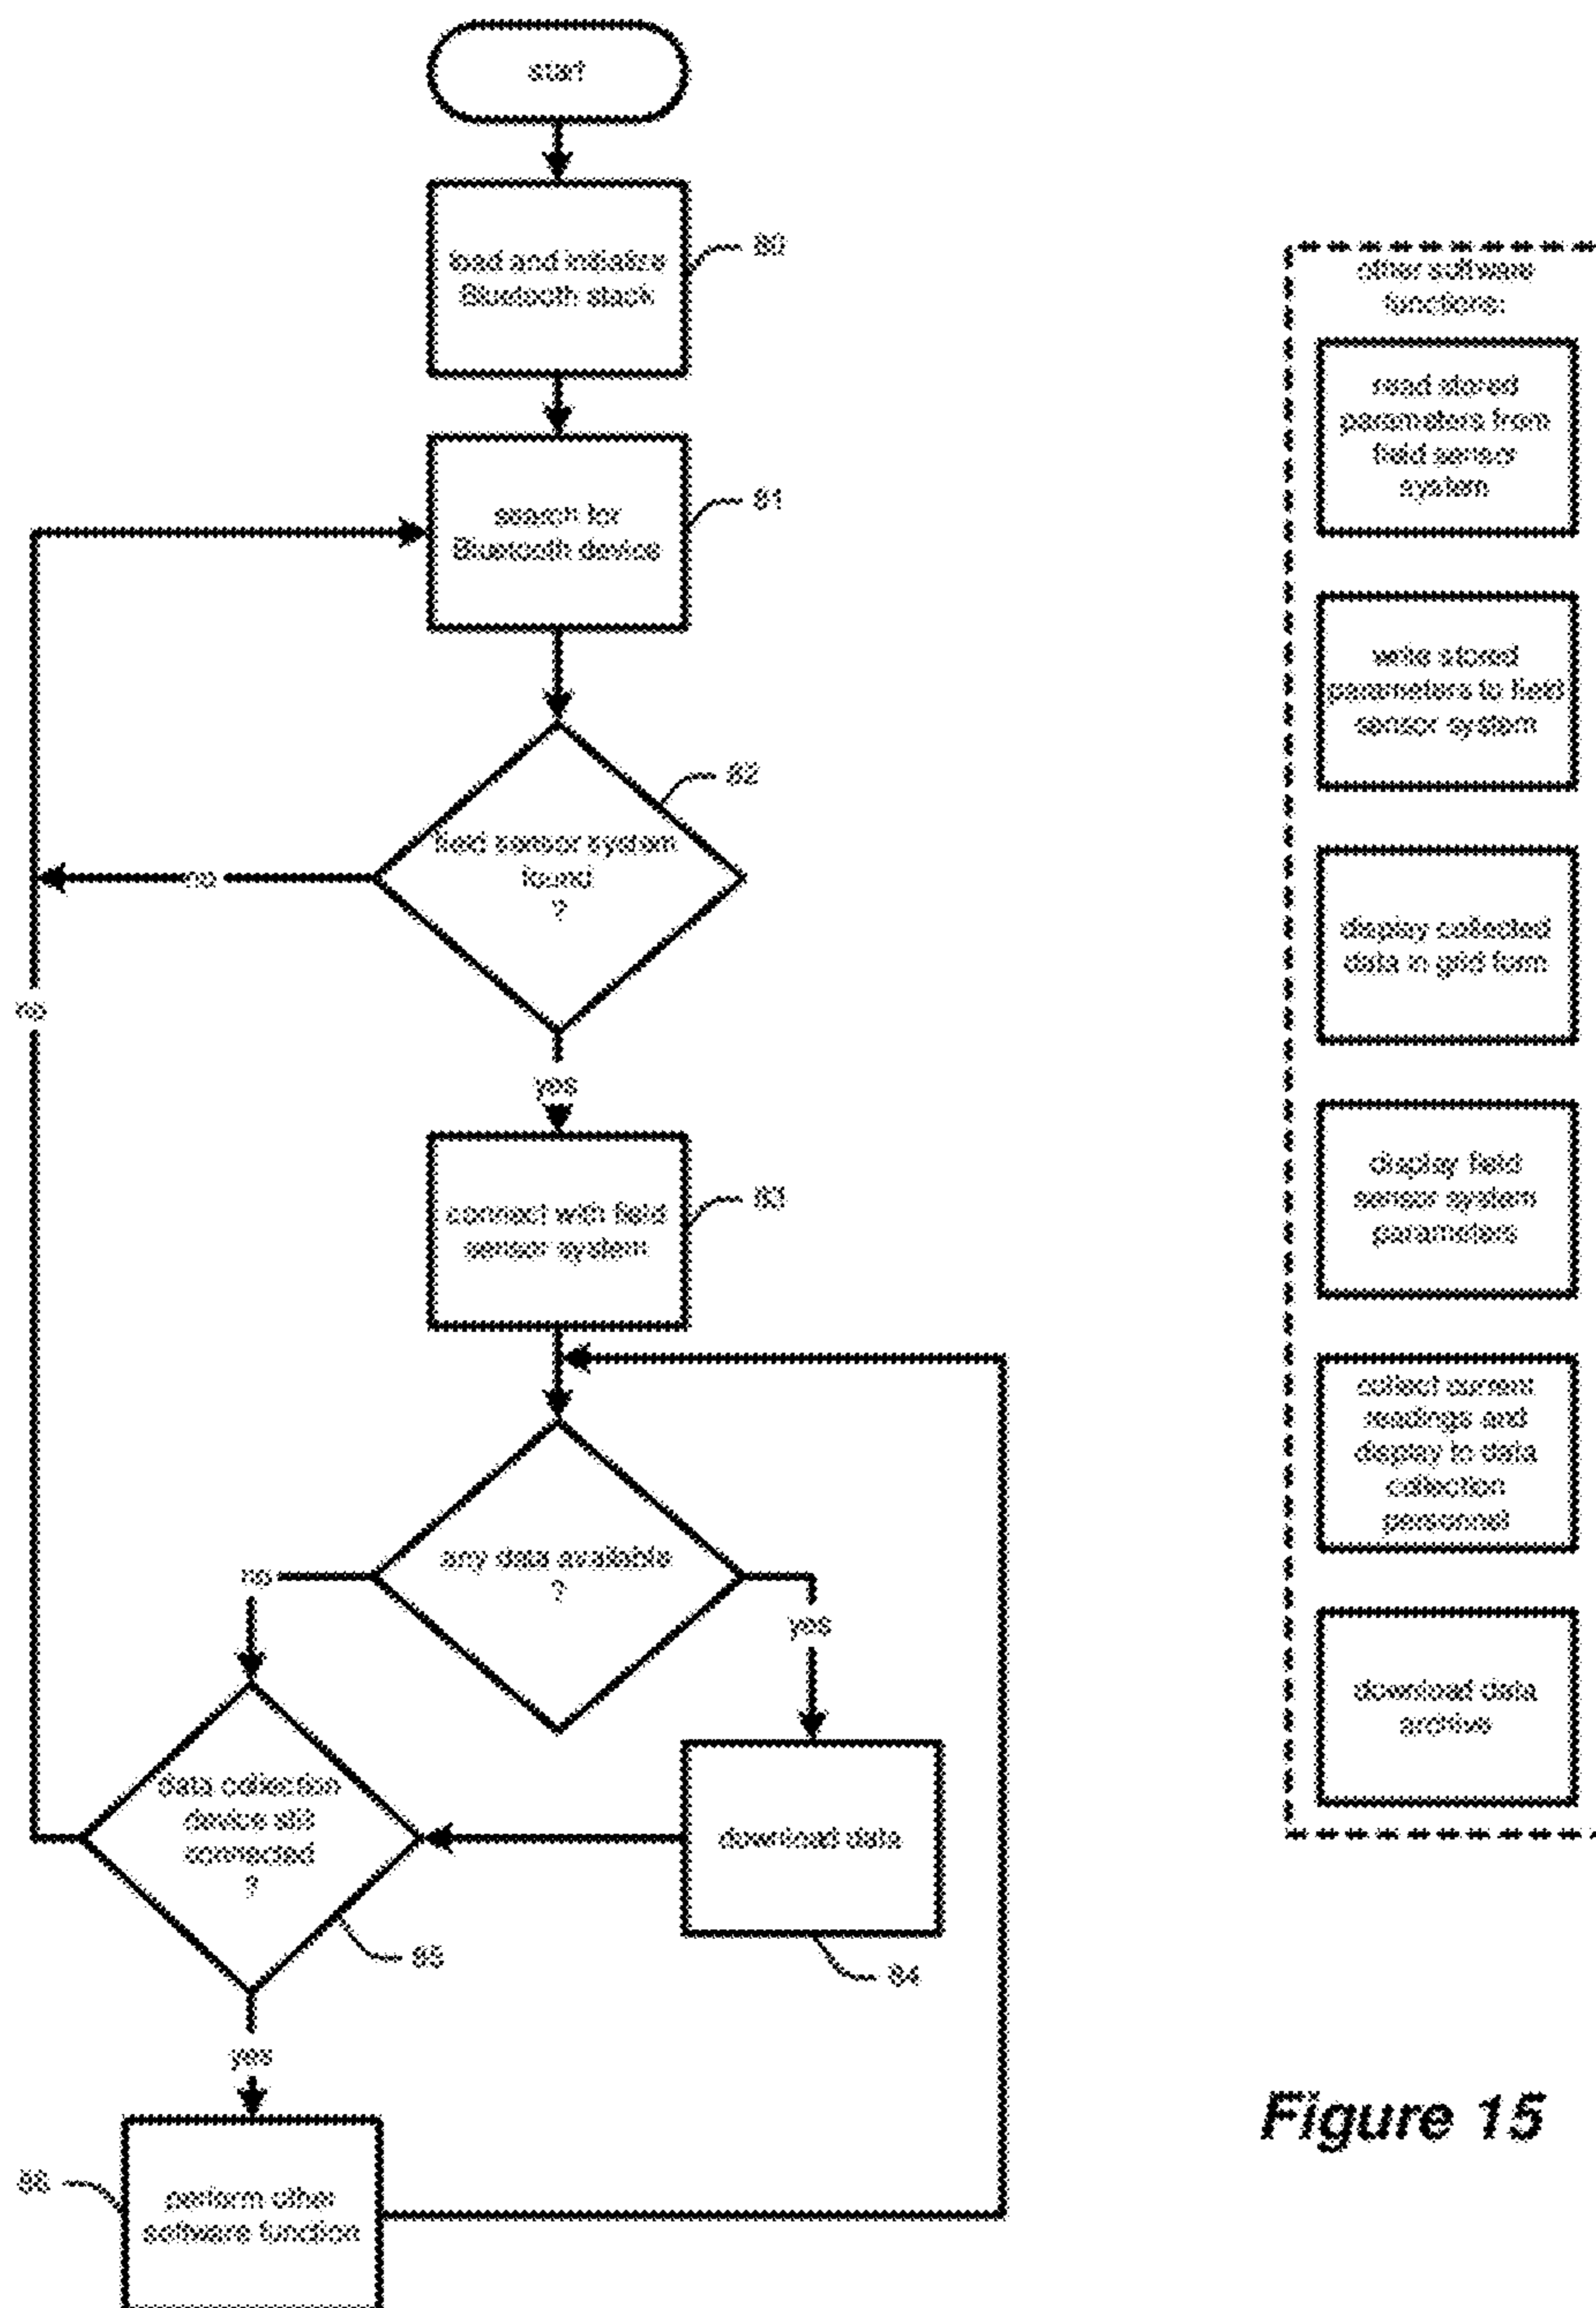 start
load and initialize
Bluetooth stack
80
search for
Bluetooth device
81
82
field sensor system
found
?
no
no
yes
connect with field
sensor system
83
any data available
?
no
yes
data collection
device still
connected
?
download data
85
84
yes
perform other
software function
other software
functions:
read stored
parameters from
field sensor
system
write stored
parameters to field
sensor system
display collected
data in grid form
display field
sensor system
parameters
collect current
readings and
display to data
collection
personnel
download data
archive
Figure 15